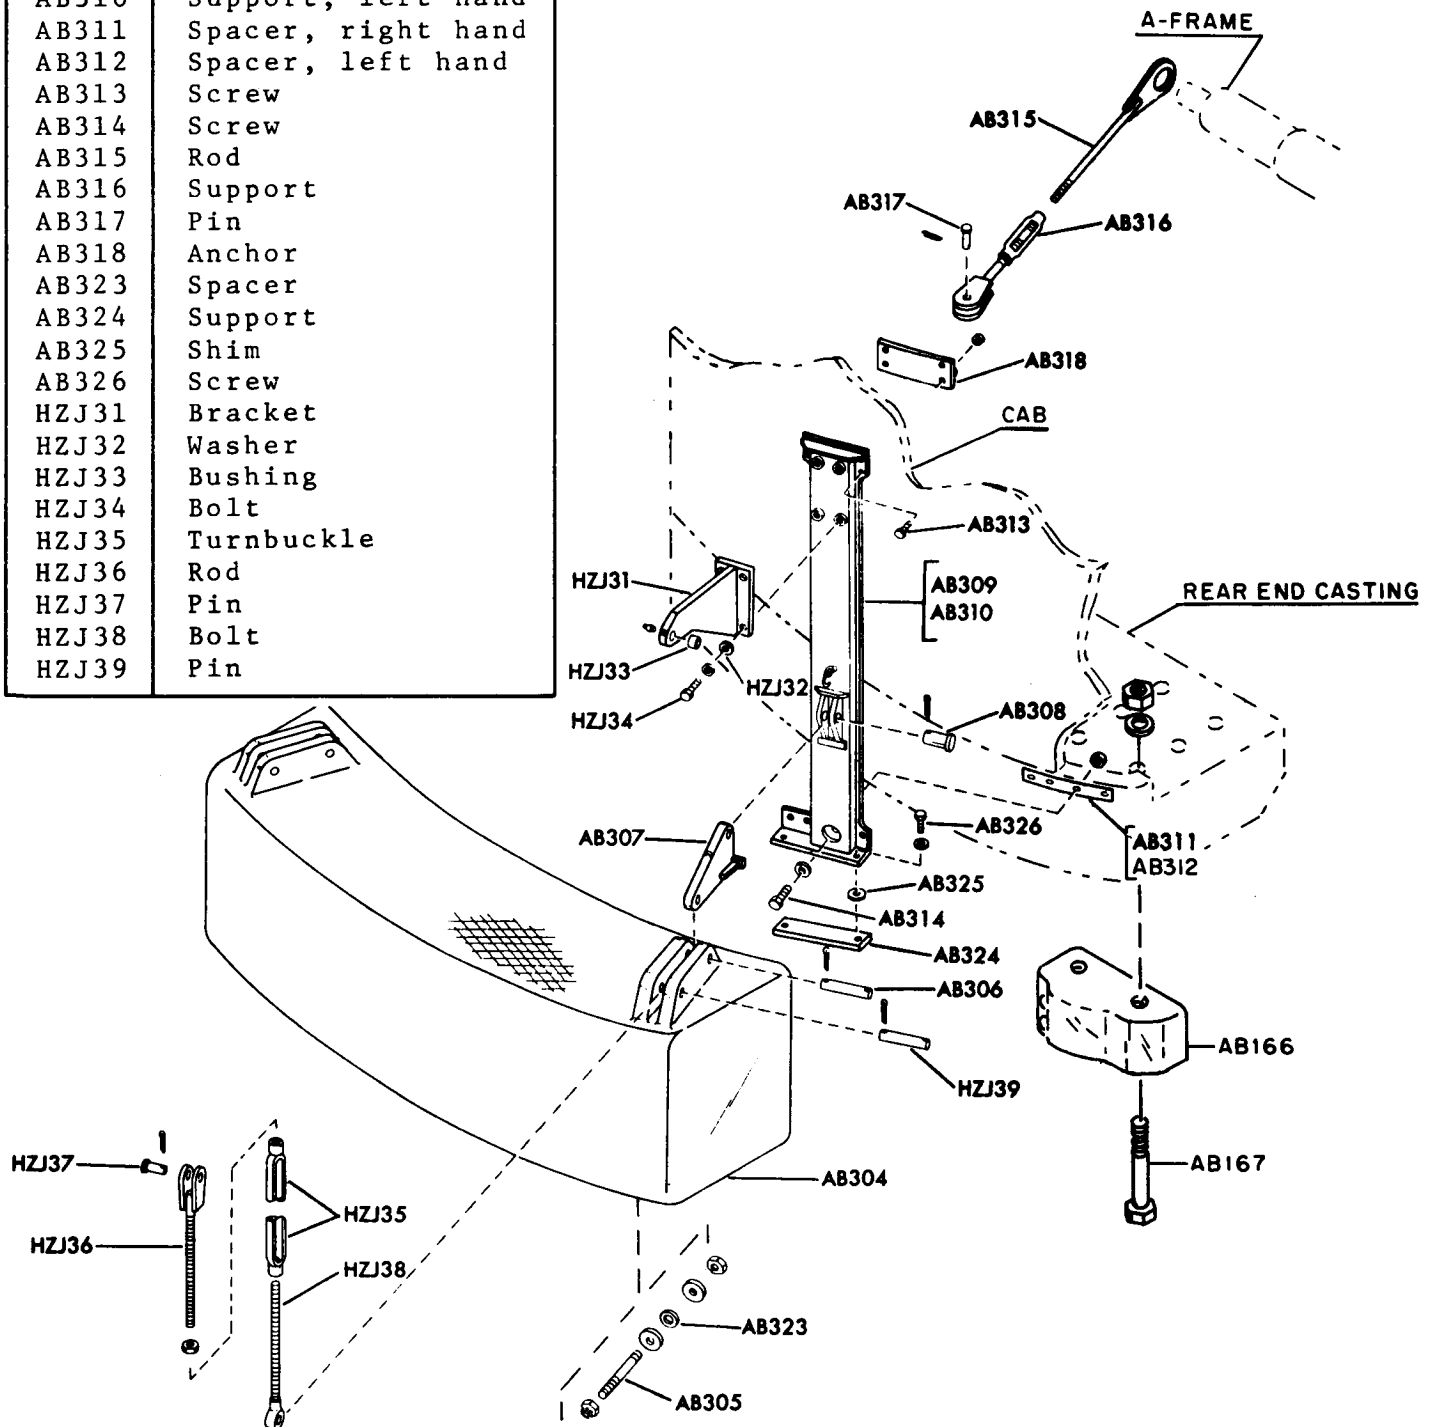 AB310 Support, left hand
AB311 Spacer, right hand
AB312 Spacer, left hand
AB313 Screw
AB314 Screw
AB315 Rod
AB316 Support
AB317 Pin
AB318 Anchor
AB323 Spacer
AB324 Support
AB325 Shim
AB326 Screw
HZJ31 Bracket
HZJ32 Washer
HZJ33 Bushing
HZJ34 Bolt
HZJ35 Turnbuckle
HZJ36 Rod
HZJ37 Pin
HZJ38 Bolt
HZJ39 Pin
A-FRAME
AB315
AB317
AB316
AB318
CAB
AB313
HZJ31
AB309
AB310
REAR END CASTING
HZJ33
HZJ32
HZJ34
AB308
AB307
AB326
AB311
AB312
AB325
AB314
AB324
AB306
AB166
HZJ39
HZJ37
AB167
AB304
HZJ35
HZJ36
HZJ38
AB323
AB305